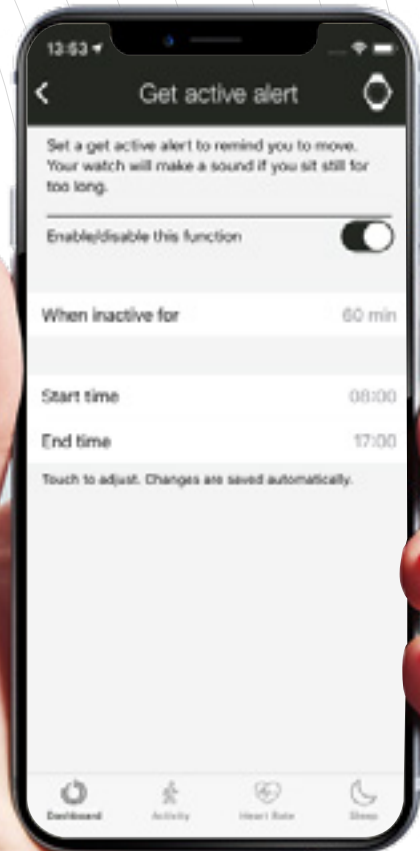 13:53
Get active alert
Set a get active alert to remind you to move.
Your watch will make a sound if you sit still for
too long.
Enable/disable this function
When inactive for 60 min
Start time 08:00
End time 17:00
Touch to adjust. Changes are saved automatically.
Dashboard Activity Heart Rate Sleep